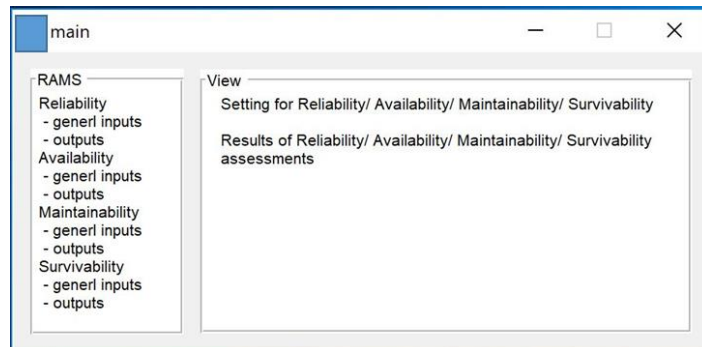 main
RAMS
Reliability
- generl inputs
- outputs
Availability
- generl inputs
- outputs
Maintainability
- generl inputs
- outputs
Survivability
- generl inputs
- outputs
View
Setting for Reliability/ Availability/ Maintainability/ Survivability
Results of Reliability/ Availability/ Maintainability/ Survivability
assessments